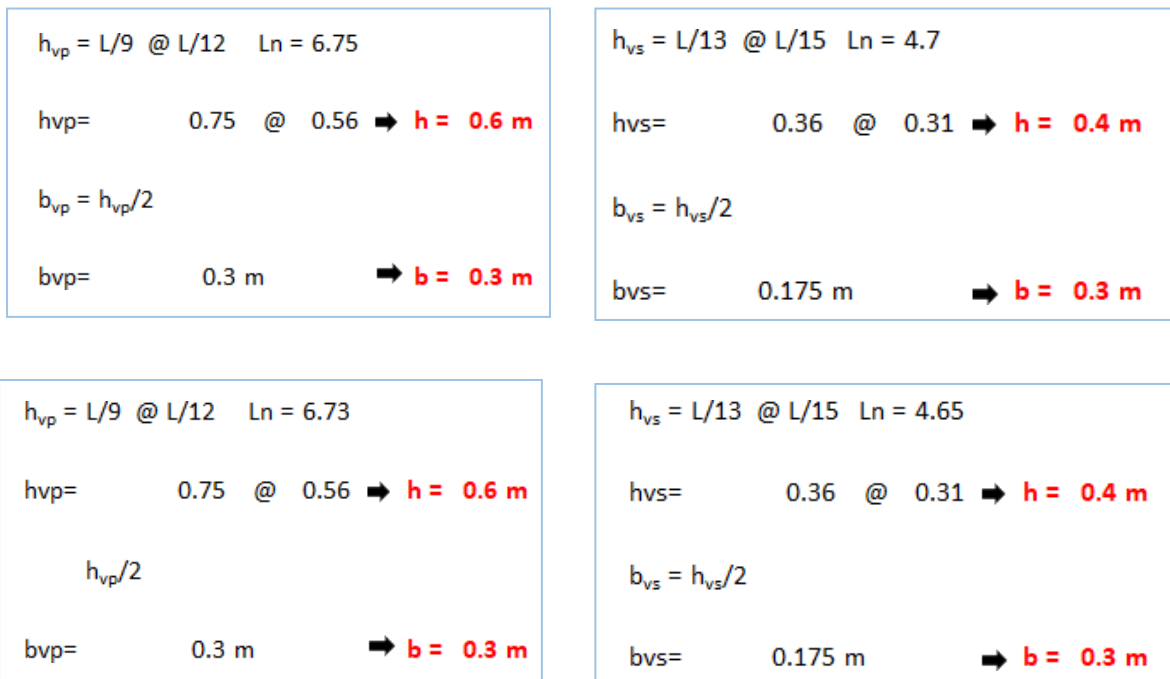 hvp = L/9 @ L/12 Ln = 6.75
hvp= 0.75 @ 0.56 ➡ h = 0.6 m
bvp = hvp/2
bvp= 0.3 m ➡ b = 0.3 m
hvs = L/13 @ L/15 Ln = 4.7
hvs= 0.36 @ 0.31 ➡ h = 0.4 m
bvs = hvs/2
bvs= 0.175 m ➡ b = 0.3 m
hvp = L/9 @ L/12 Ln = 6.73
hvp= 0.75 @ 0.56 ➡ h = 0.6 m
hvp/2
bvp= 0.3 m ➡ b = 0.3 m
hvs = L/13 @ L/15 Ln = 4.65
hvs= 0.36 @ 0.31 ➡ h = 0.4 m
bvs = hvs/2
bvs= 0.175 m ➡ b = 0.3 m